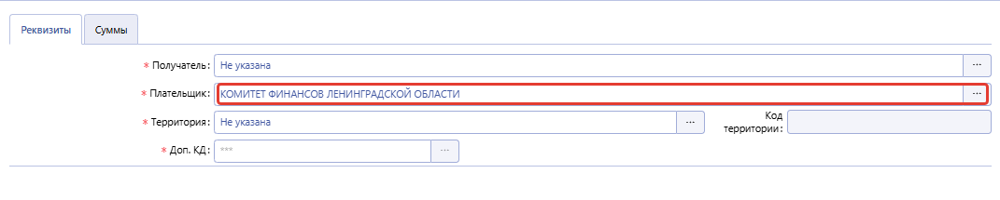 Реквизиты Суммы
* Получатель: Не указана ...
* Плательщик: КОМИТЕТ ФИНАНСОВ ЛЕНИНГРАДСКОЙ ОБЛАСТИ ...
* Территория: Не указана ... Код территории:
* Доп. КД: *** ...